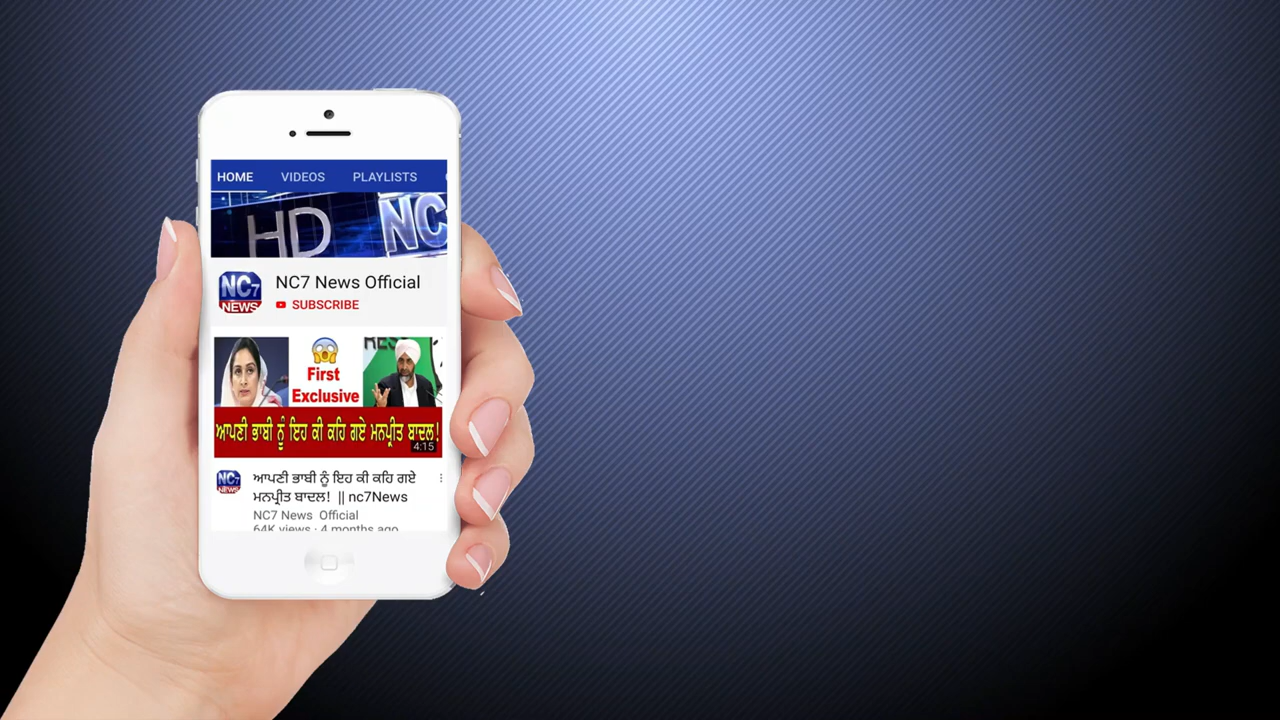 HOME VIDEOS PLAYLISTS
HD NC
NC7 NEWS
NC7 News Official
SUBSCRIBE
First
Exclusive
ਆਪਣੀ ਭਾਬੀ ਨੂੰ ਇਹ ਕੀ ਕਹਿ ਗਏ ਮਨਪ੍ਰੀਤ ਬਾਦਲ!
4:15
NC7 NEWS
ਆਪਣੀ ਭਾਬੀ ਨੂੰ ਇਹ ਕੀ ਕਹਿ ਗਏ
ਮਨਪ੍ਰੀਤ ਬਾਦਲ! || nc7News
NC7 News Official
64K views · 4 months ago